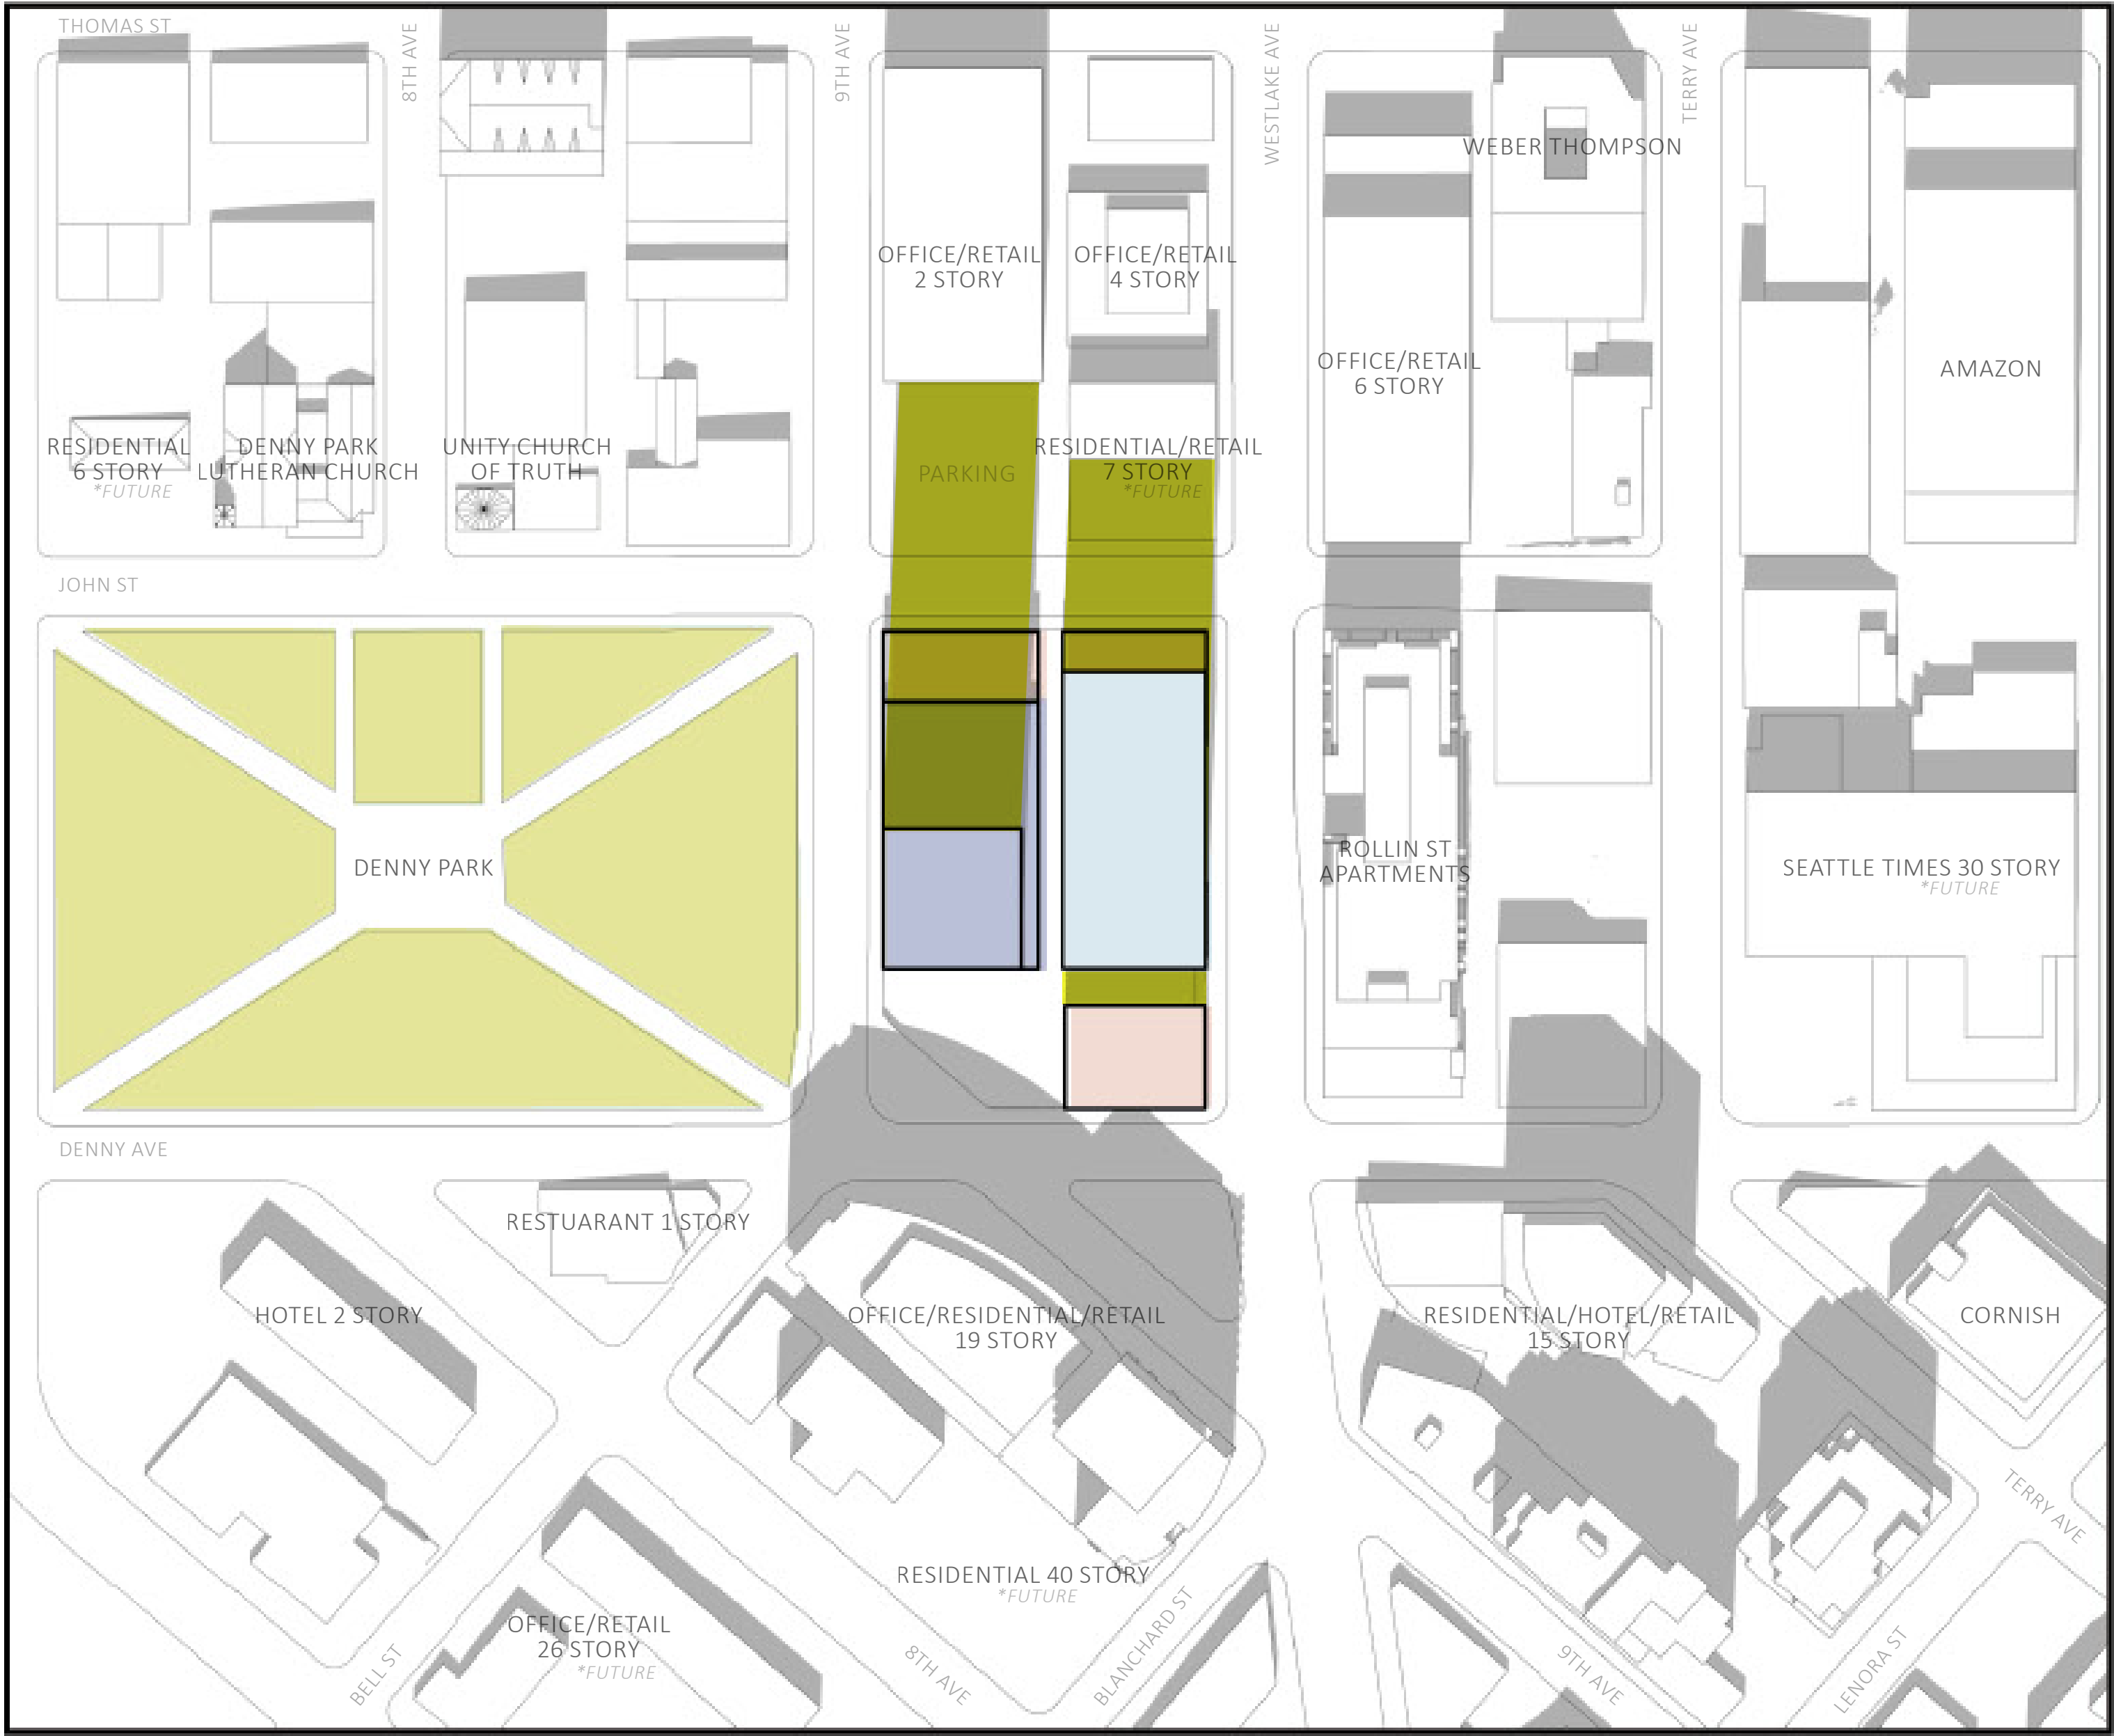 THOMAS ST
8TH AVE
9TH AVE
WESTLAKE AVE
TERRY AVE
WEBER THOMPSON
OFFICE/RETAIL
2 STORY
OFFICE/RETAIL
4 STORY
OFFICE/RETAIL
6 STORY
AMAZON
RESIDENTIAL
6 STORY
*FUTURE
DENNY PARK
LUTHERAN CHURCH
UNITY CHURCH
OF TRUTH
PARKING
RESIDENTIAL/RETAIL
7 STORY
*FUTURE
JOHN ST
DENNY PARK
ROLLIN ST
APARTMENTS
SEATTLE TIMES 30 STORY
*FUTURE
DENNY AVE
RESTUARANT 1 STORY
HOTEL 2 STORY
OFFICE/RESIDENTIAL/RETAIL
19 STORY
RESIDENTIAL/HOTEL/RETAIL
15 STORY
CORNISH
TERRY AVE
RESIDENTIAL 40 STORY
*FUTURE
OFFICE/RETAIL
26 STORY
*FUTURE
BELL ST
8TH AVE
BLANCHARD ST
9TH AVE
LENORA ST